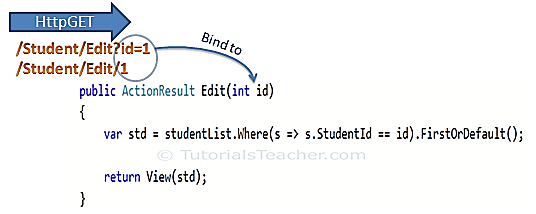 HttpGET
/Student/Edit?id=1
/Student/Edit/1
Bind to
public ActionResult Edit(int id)
{
var std = studentList.Where(s => s.StudentId == id).FirstOrDefault();
© TutorialsTeacher.com
return View(std);
}